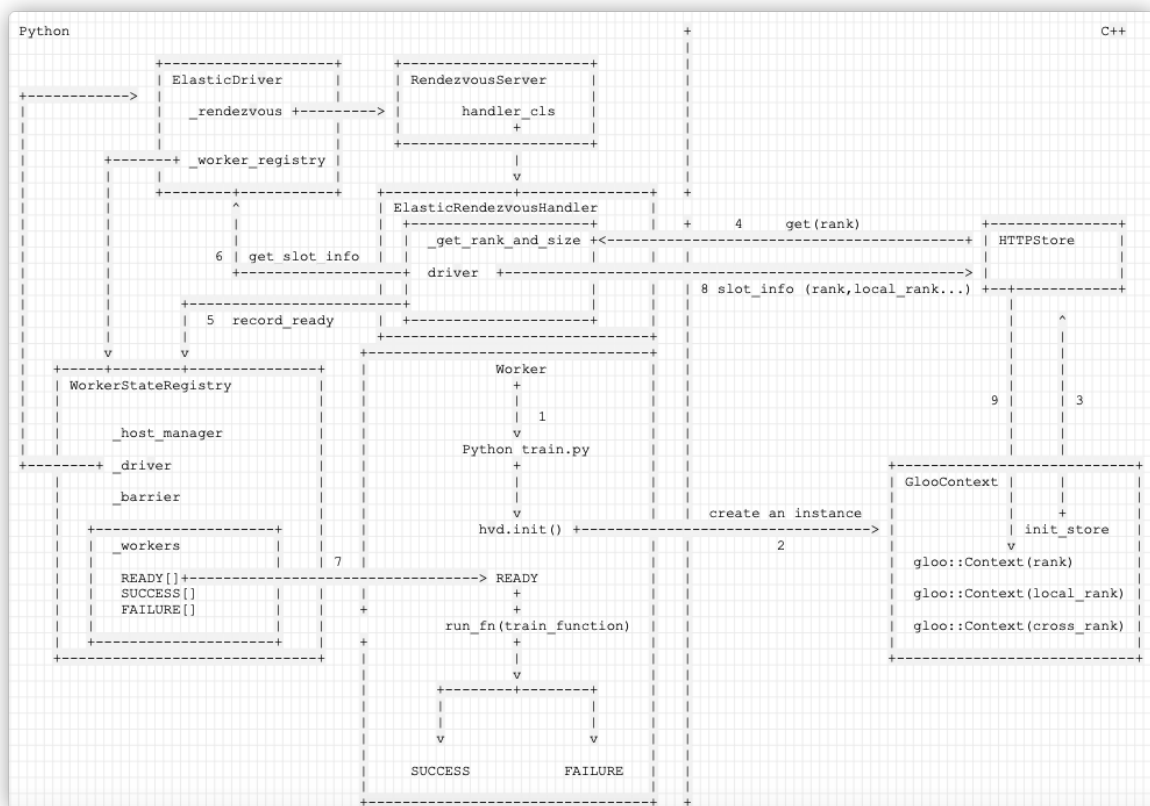 Python
C++
ElasticDriver
RendezvousServer
_rendezvous
handler_cls
_worker_registry
ElasticRendezvousHandler
4 get(rank)
_get_rank_and_size
HTTPStore
6 get slot info
driver
8 slot_info (rank,local_rank...)
5 record_ready
Worker
WorkerStateRegistry
9
3
1
_host_manager
Python train.py
_driver
GlooContext
_barrier
create an instance
hvd.init()
init_store
_workers
2
7
gloo::Context(rank)
READY[]
READY
SUCCESS[]
gloo::Context(local_rank)
FAILURE[]
run_fn(train_function)
gloo::Context(cross_rank)
SUCCESS
FAILURE